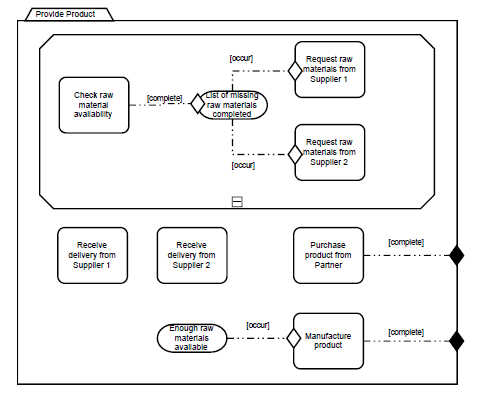 Provide Product
[occur]
Request raw
materials from
Supplier 1
Check raw
material
availability
[complete]
List of missing
raw materials
completed
Request raw
materials from
Supplier 2
[occur]
Receive
delivery from
Supplier 1
Receive
delivery from
Supplier 2
Purchase
product from
Partner
[complete]
Enough raw
materials
available
[occur]
Manufacture
product
[complete]